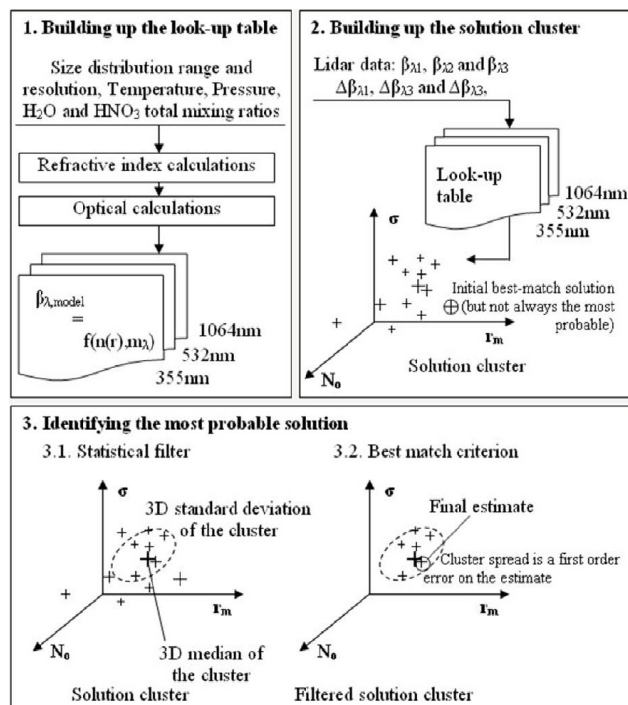 1. Building up the look-up table
Size distribution range and
resolution, Temperature, Pressure,
H₂O and HNO₃ total mixing ratios
Refractive index calculations
Optical calculations
βλ,model
=
f(n(r),mλ)
1064nm
532nm
355nm
2. Building up the solution cluster
Lidar data: βλ1, βλ2 and βλ3
Δβλ1, Δβλ3 and Δβλ3,
Look-up
table
1064nm
532nm
355nm
σ
Initial best-match solution
(but not always the most
probable)
rm
N₀
Solution cluster
3. Identifying the most probable solution
3.1. Statistical filter
σ
3D standard deviation
of the cluster
rm
N₀
3D median of
the cluster
Solution cluster
3.2. Best match criterion
σ
Final estimate
Cluster spread is a first order
error on the estimate
rm
N₀
Filtered solution cluster